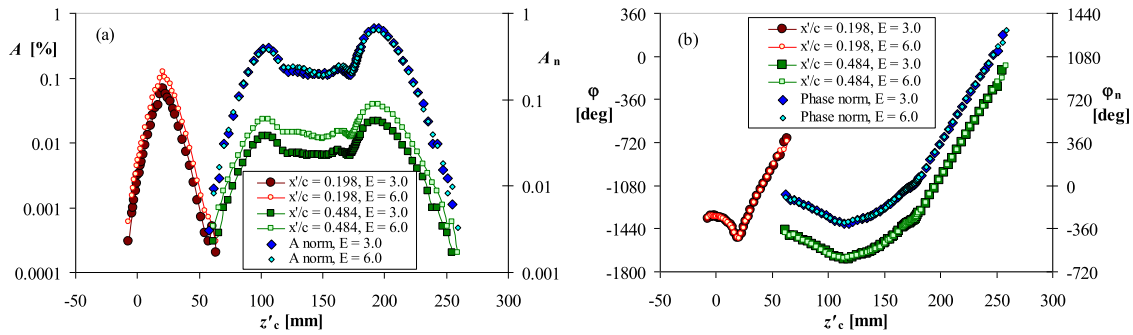 (a)
A [%]
1
0.1
0.01
0.001
0.0001
1
A n
0.1
0.01
0.001
x'/c = 0.198, E = 3.0
x'/c = 0.198, E = 6.0
x'/c = 0.484, E = 3.0
x'/c = 0.484, E = 6.0
A norm, E = 3.0
A norm, E = 6.0
-50 0 50 100 150 200 250 300
z'c [mm]
(b)
φ
[deg]
360
0
-360
-720
-1080
-1440
-1800
1440
1080
720
360
0
-360
-720
φn
[deg]
x'/c = 0.198, E = 3.0
x'/c = 0.198, E = 6.0
x'/c = 0.484, E = 3.0
x'/c = 0.484, E = 6.0
Phase norm, E = 3.0
Phase norm, E = 6.0
-50 0 50 100 150 200 250 300
z'c [mm]